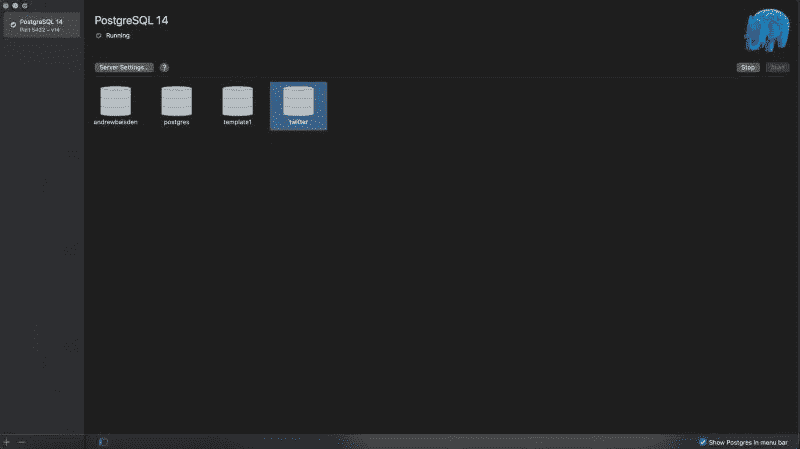 PostgreSQL 14
Port 5432 – v14
PostgreSQL 14
Running
Server Settings...
?
Stop
Start
andrewbaisden
postgres
template1
twitter
Show Postgres in menu bar